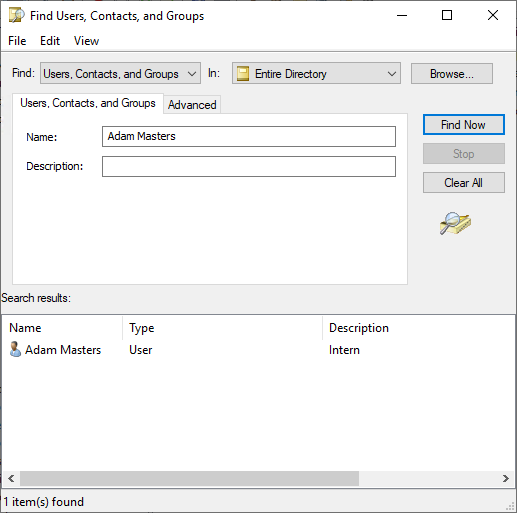 Find Users, Contacts, and Groups
File Edit View
Find: Users, Contacts, and Groups In: Entire Directory Browse...
Users, Contacts, and Groups Advanced
Name: Adam Masters
Description:
Find Now
Stop
Clear All
Search results:
Name Type Description
Adam Masters User Intern
1 item(s) found